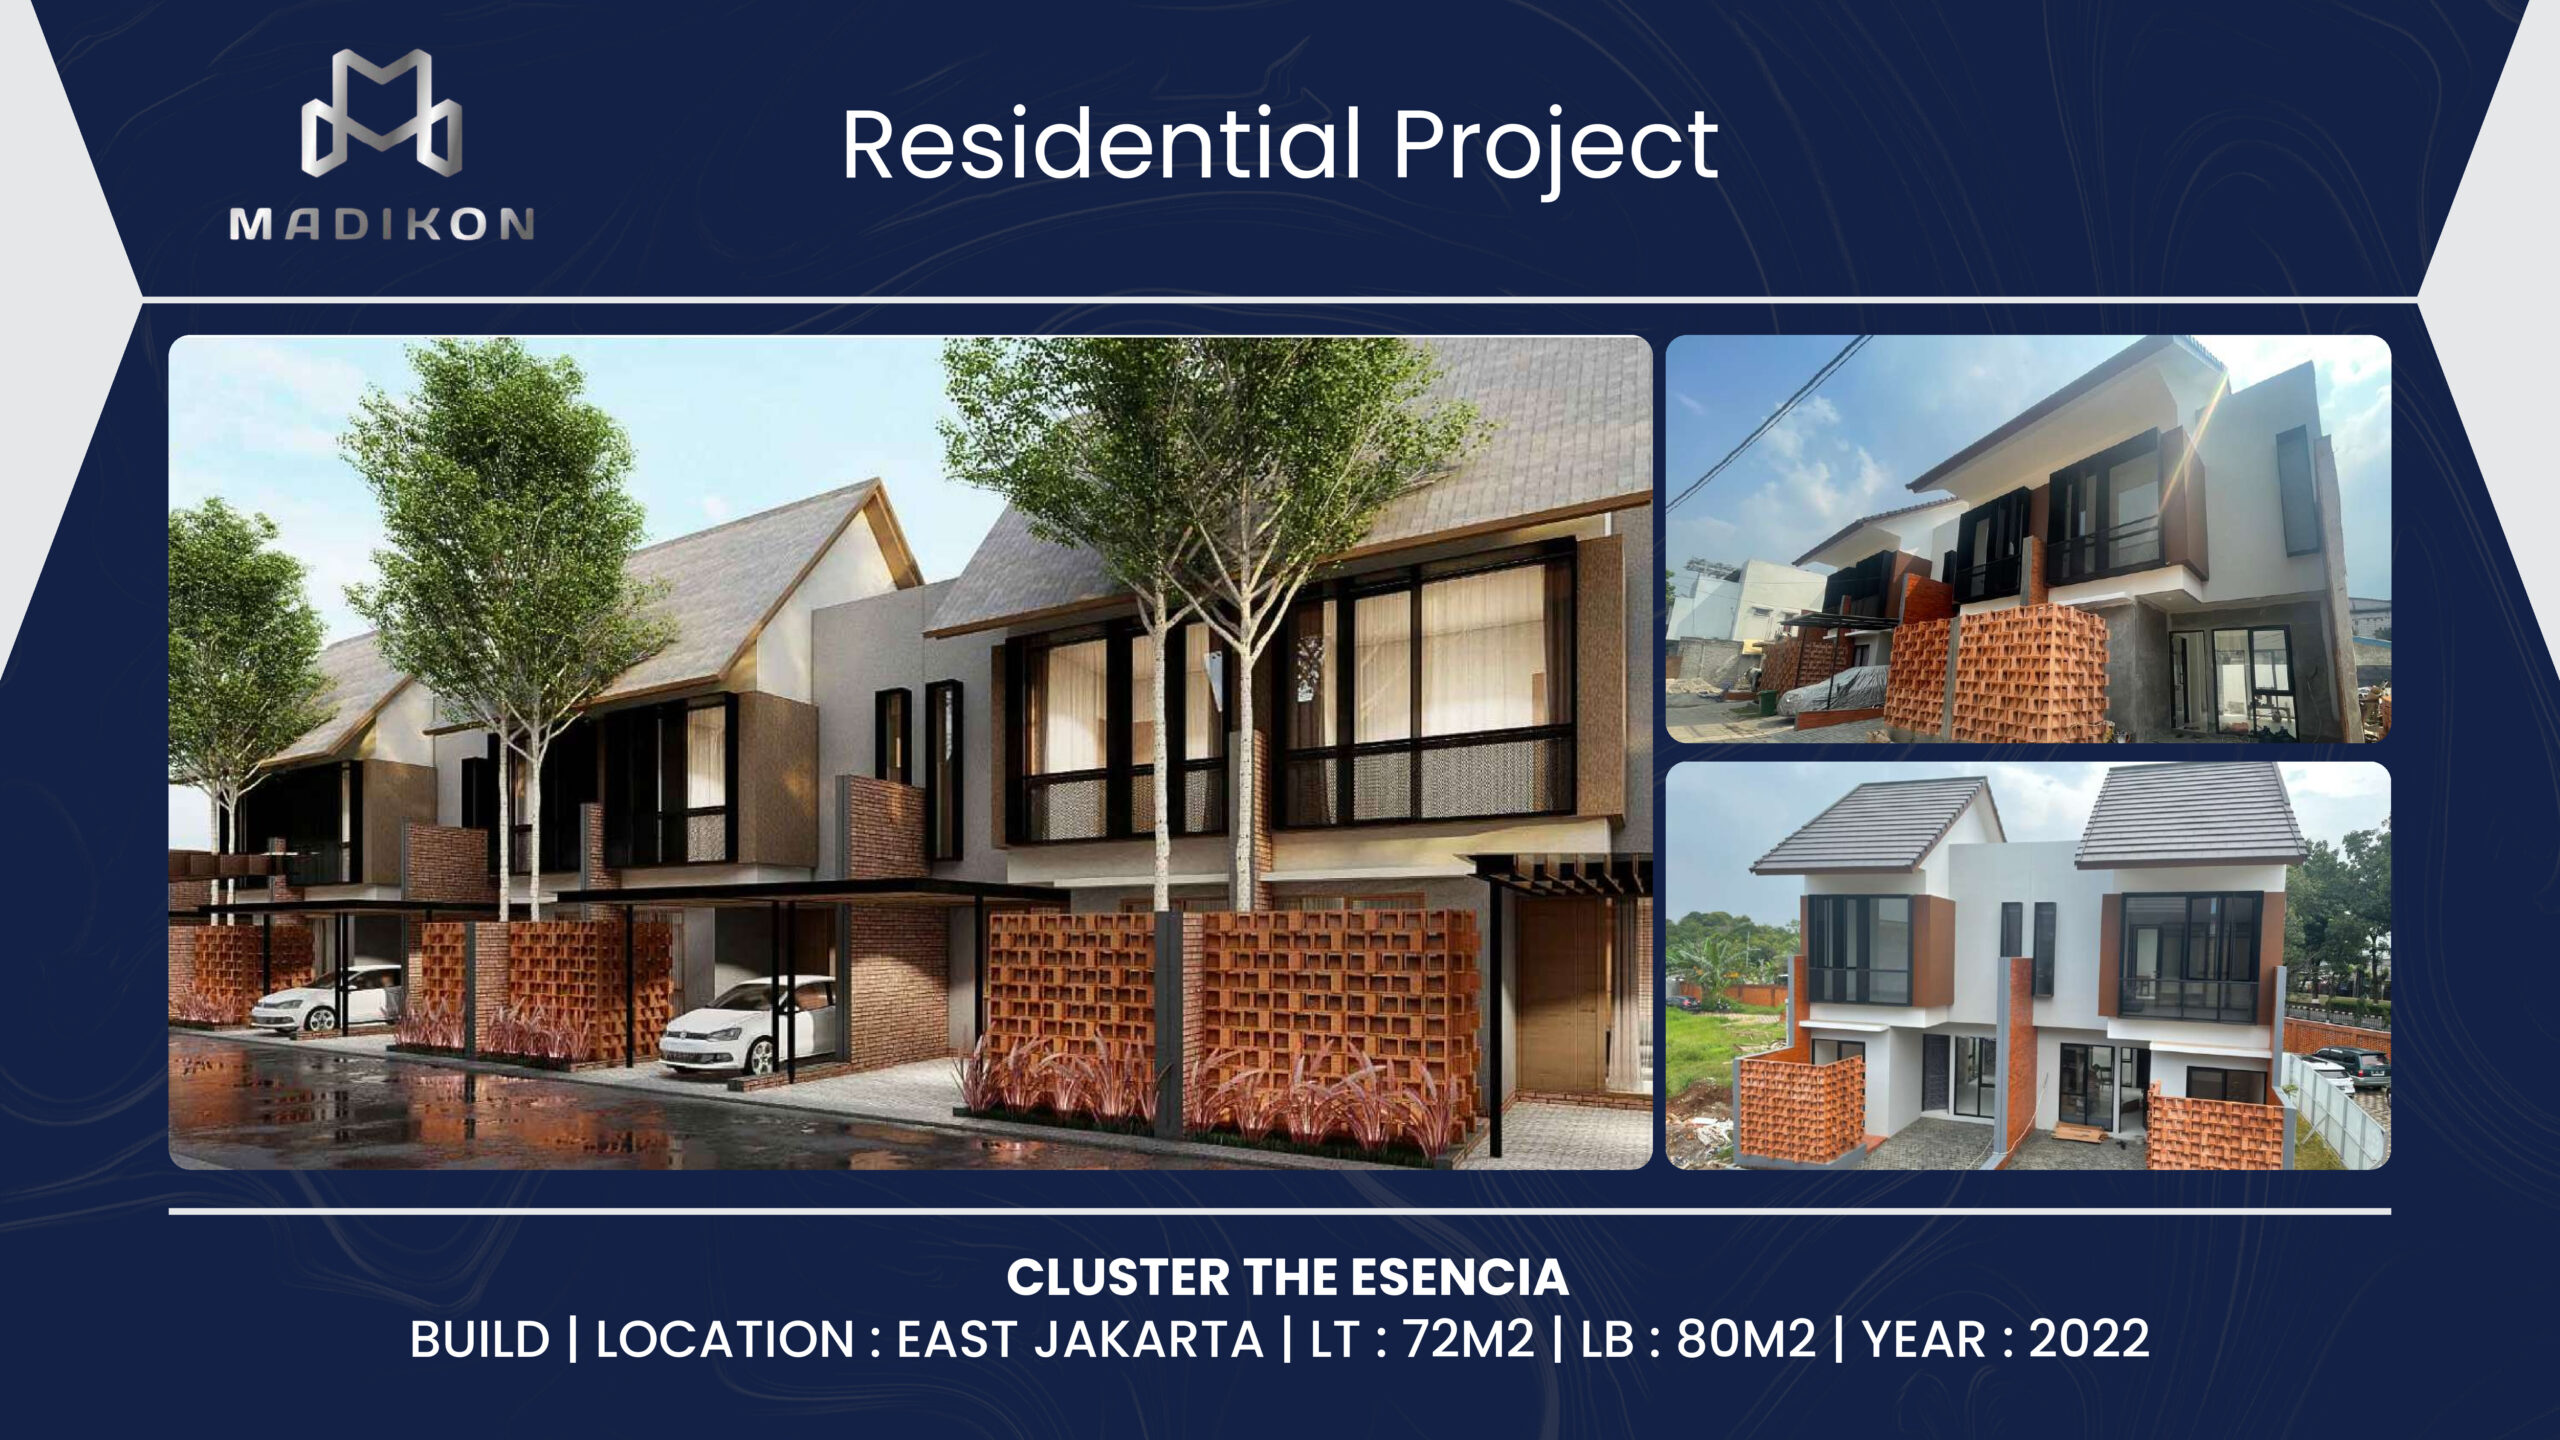 MADIKON
Residential Project
CLUSTER THE ESENCIA
BUILD | LOCATION : EAST JAKARTA | LT : 72M2 | LB : 80M2 | YEAR : 2022